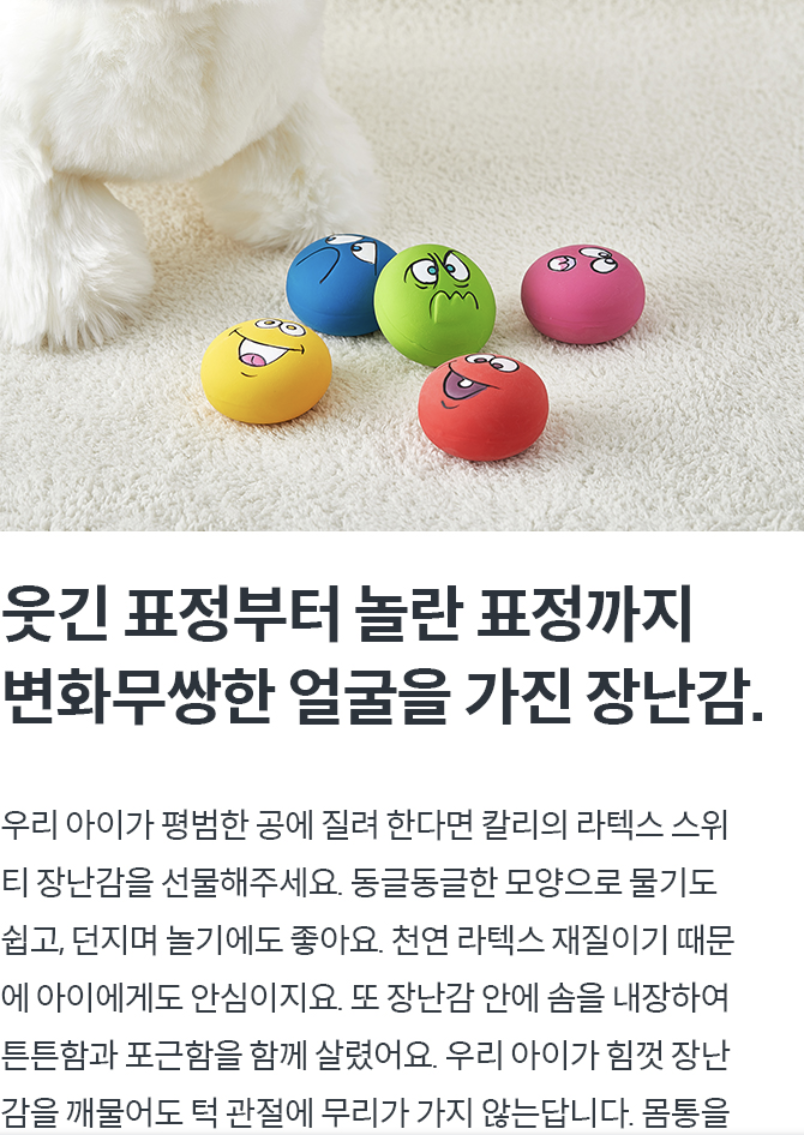 웃긴 표정부터 놀란 표정까지
변화무쌍한 얼굴을 가진 장난감.
우리 아이가 평범한 공에 질려 한다면 칼리의 라텍스 스위
티 장난감을 선물해주세요. 동글동글한 모양으로 물기도
쉽고, 던지며 놀기에도 좋아요. 천연 라텍스 재질이기 때문
에 아이에게도 안심이지요. 또 장난감 안에 솜을 내장하여
튼튼함과 포근함을 함께 살렸어요. 우리 아이가 힘껏 장난
감을 깨물어도 턱 관절에 무리가 가지 않는답니다. 몸통을